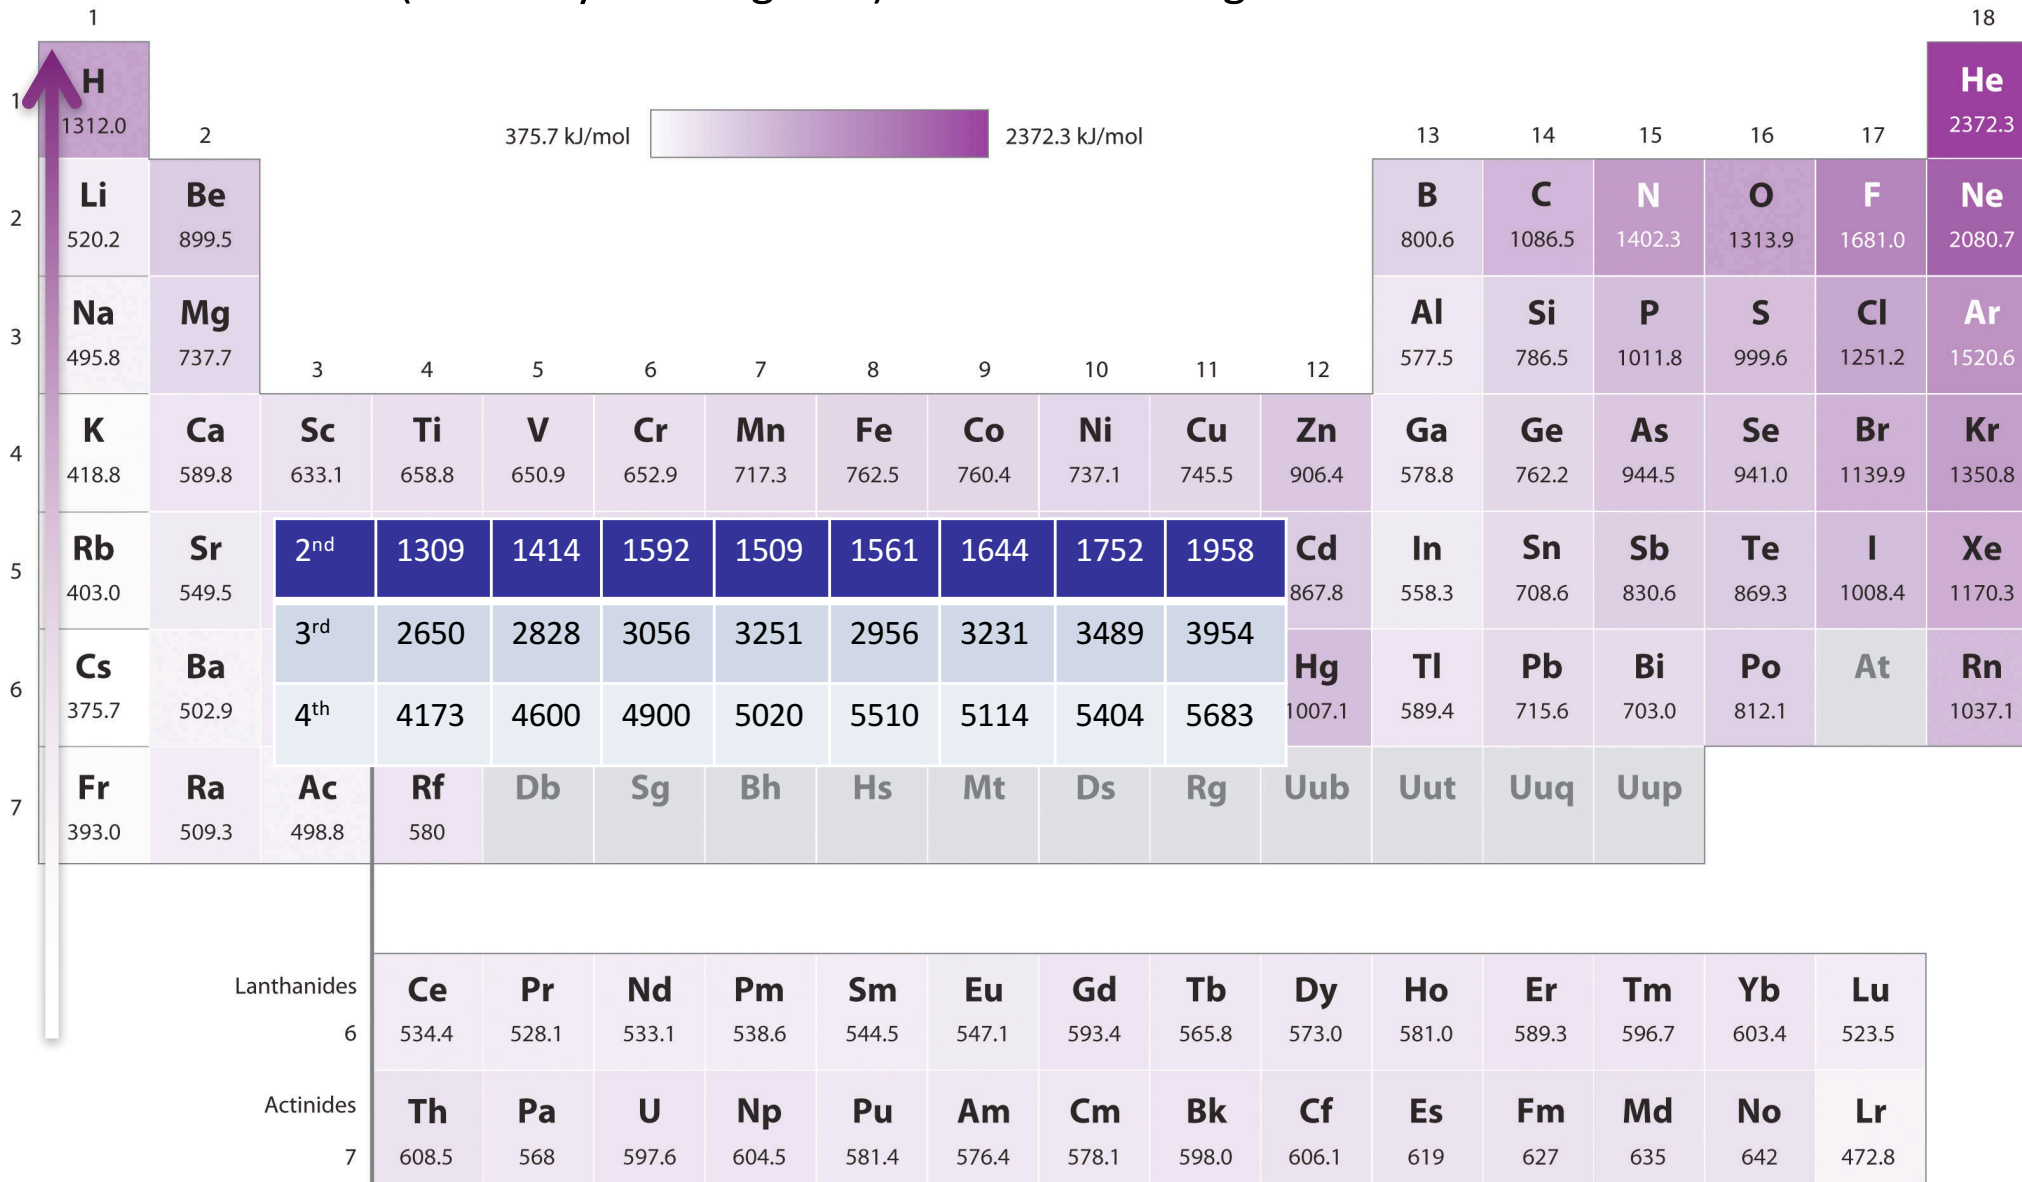 1 18
H He
1 1312.0 2372.3
2 375.7 kJ/mol 2372.3 kJ/mol 13 14 15 16 17
Li Be B C N O F Ne
2 520.2 899.5 800.6 1086.5 1402.3 1313.9 1681.0 2080.7
Na Mg Al Si P S Cl Ar
3 495.8 737.7 577.5 786.5 1011.8 999.6 1251.2 1520.6
3 4 5 6 7 8 9 10 11 12
K Ca Sc Ti V Cr Mn Fe Co Ni Cu Zn Ga Ge As Se Br Kr
4 418.8 589.8 633.1 658.8 650.9 652.9 717.3 762.5 760.4 737.1 745.5 906.4 578.8 762.2 944.5 941.0 1139.9 1350.8
Rb Sr 2nd 1309 1414 1592 1509 1561 1644 1752 1958 Cd In Sn Sb Te I Xe
5 403.0 549.5 867.8 558.3 708.6 830.6 869.3 1008.4 1170.3
3rd 2650 2828 3056 3251 2956 3231 3489 3954
Cs Ba Hg Tl Pb Bi Po At Rn
6 375.7 502.9 4th 4173 4600 4900 5020 5510 5114 5404 5683 1007.1 589.4 715.6 703.0 812.1 1037.1
Fr Ra Ac Rf Db Sg Bh Hs Mt Ds Rg Uub Uut Uuq Uup
7 393.0 509.3 498.8 580
Lanthanides Ce Pr Nd Pm Sm Eu Gd Tb Dy Ho Er Tm Yb Lu
6 534.4 528.1 533.1 538.6 544.5 547.1 593.4 565.8 573.0 581.0 589.3 596.7 603.4 523.5
Actinides Th Pa U Np Pu Am Cm Bk Cf Es Fm Md No Lr
7 608.5 568 597.6 604.5 581.4 576.4 578.1 598.0 606.1 619 627 635 642 472.8